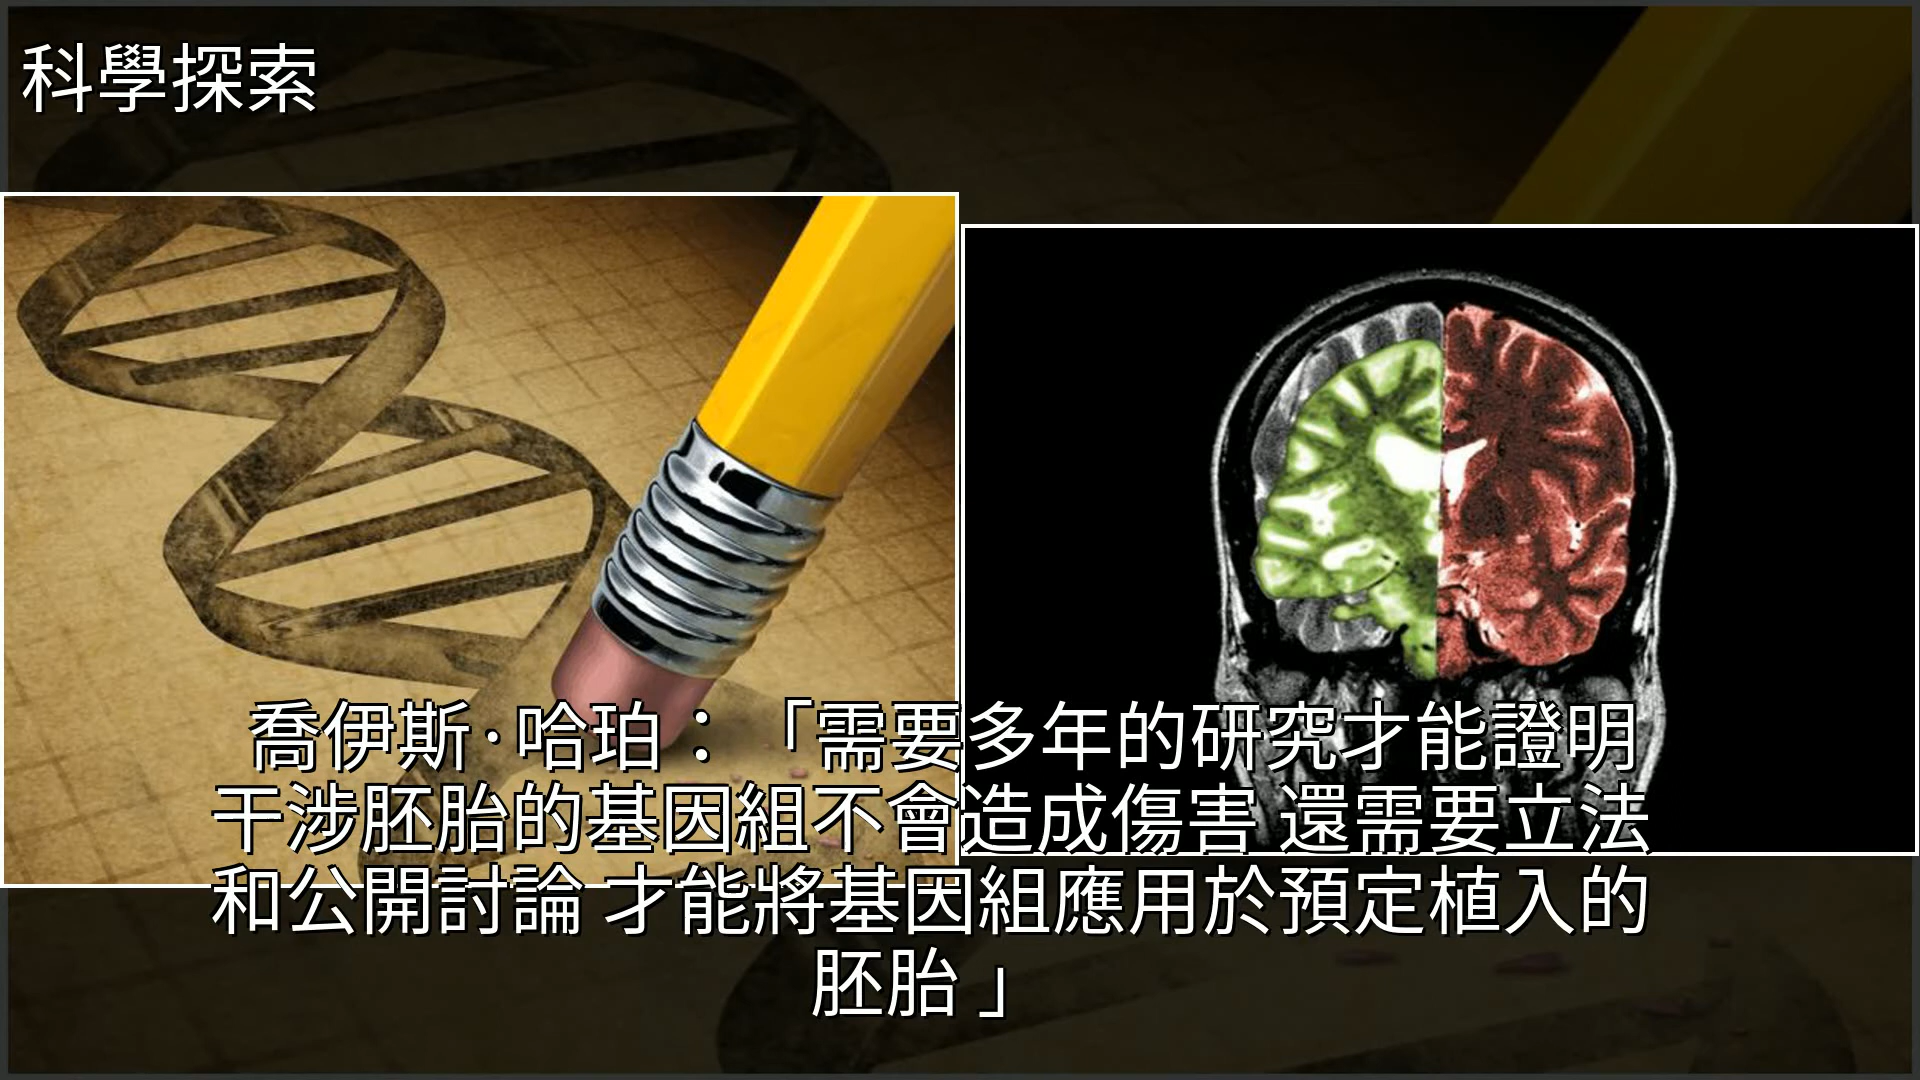 科學探索
喬伊斯·哈珀：「需要多年的研究才能證明
干涉胚胎的基因組不會造成傷害 還需要立法
和公開討論 才能將基因組應用於預定植入的
胚胎 」